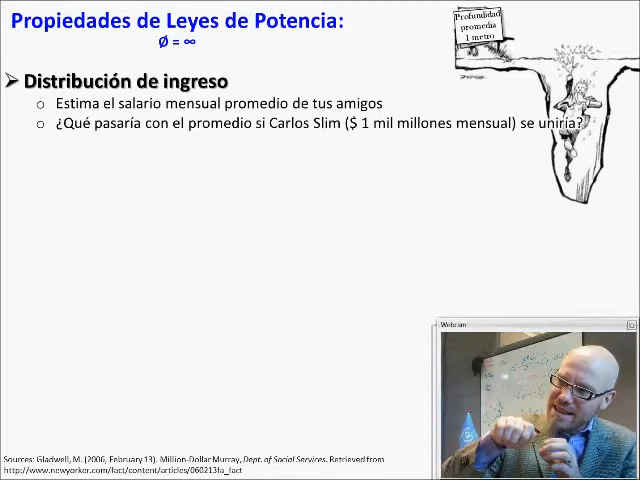 Propiedades de Leyes de Potencia:
Ø = ∞
Profundidad
promedia
1 metro
➤ Distribución de ingreso
o Estima el salario mensual promedio de tus amigos
o ¿Qué pasaría con el promedio si Carlos Slim ($ 1 mil millones mensual) se uniría?
Webcam
Sources: Gladwell, M. (2006, February 13). Million-Dollar Murray, Dept. of Social Services. Retrieved from
http://www.newyorker.com/fact/content/articles/060213fa_fact